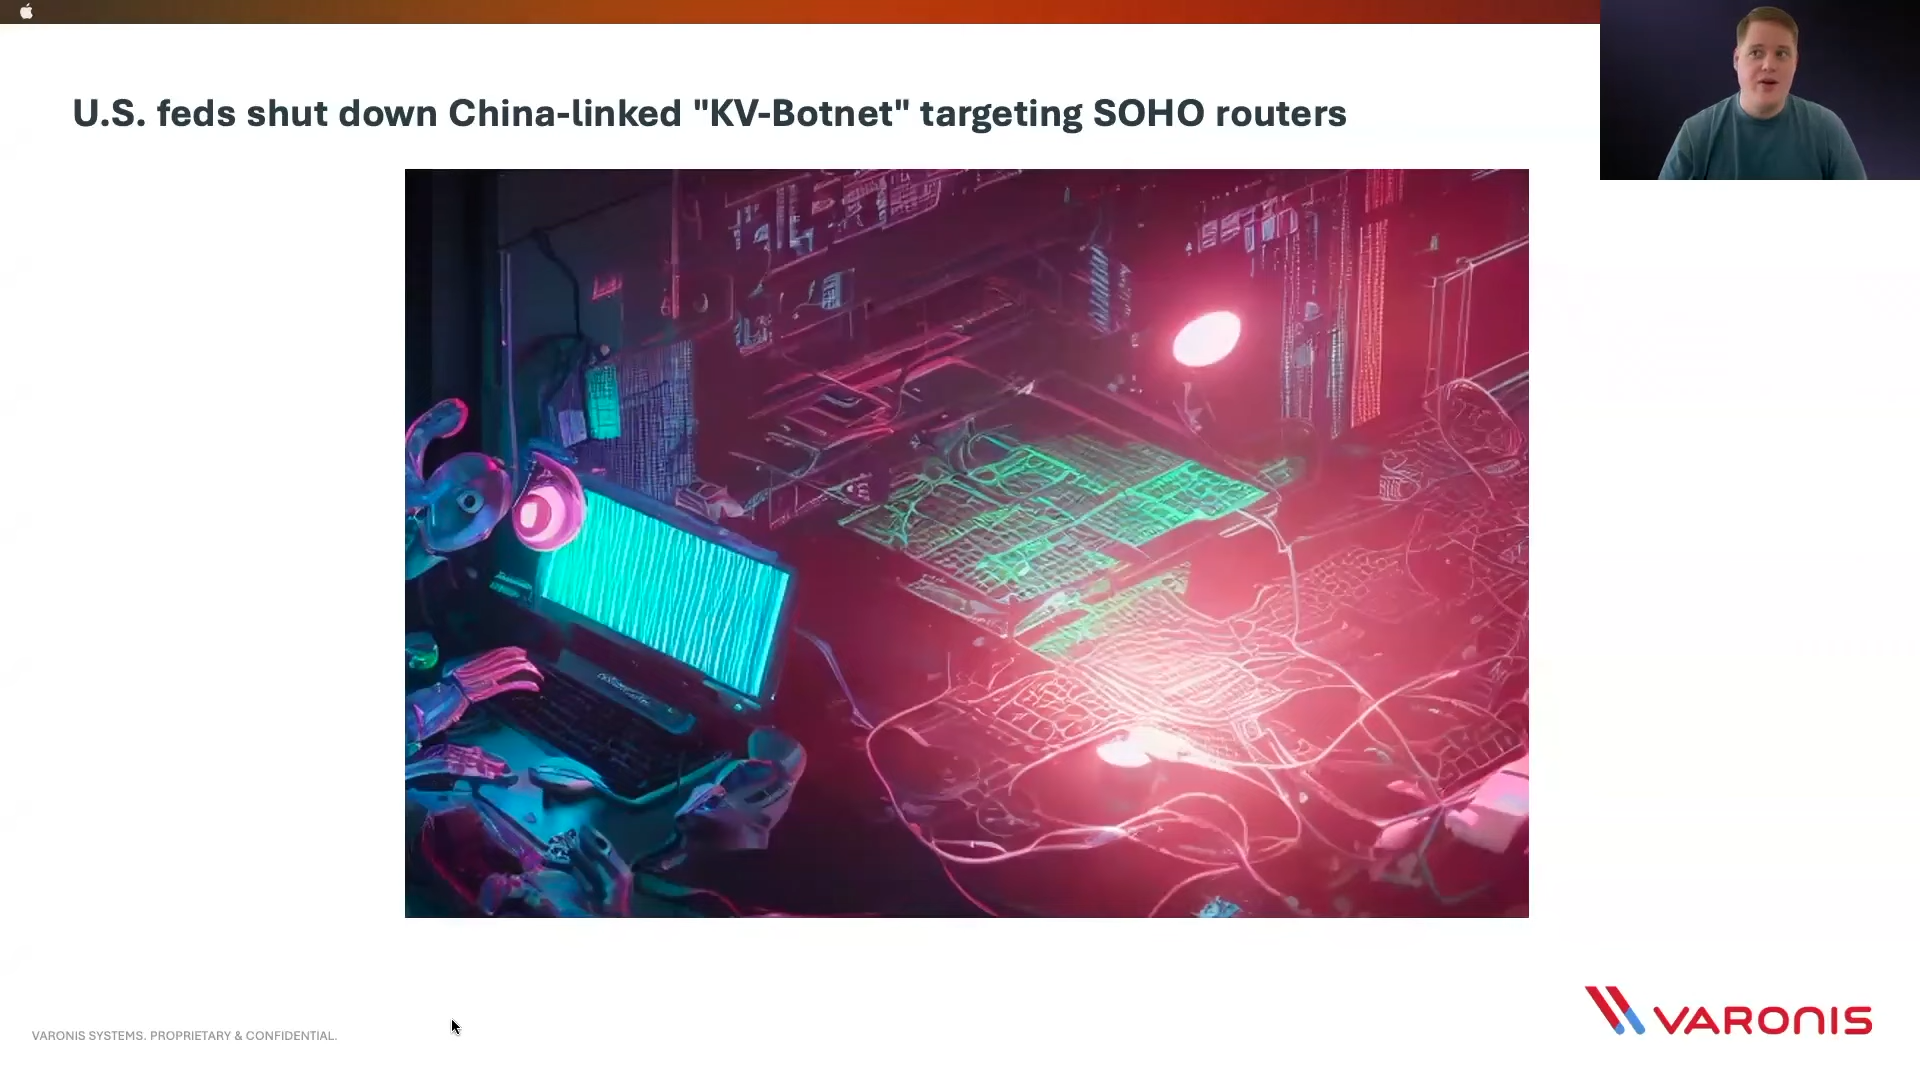 U.S. feds shut down China-linked "KV-Botnet" targeting SOHO routers
VARONIS SYSTEMS. PROPRIETARY & CONFIDENTIAL.
VARONIS